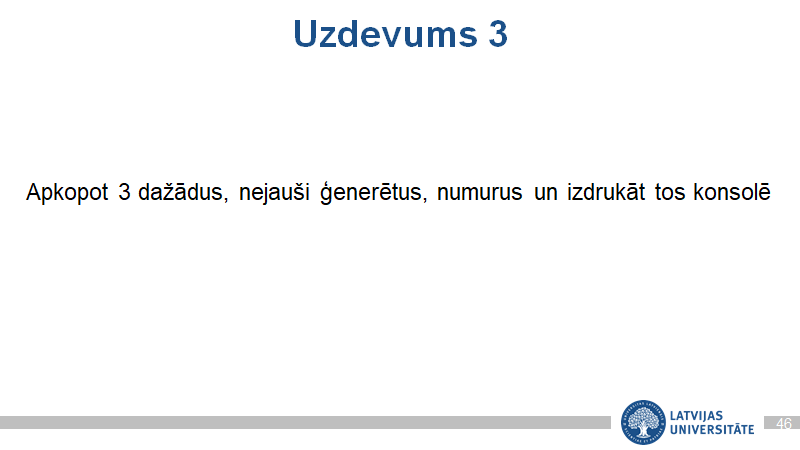 Uzdevums 3
Apkopot 3 dažādus, nejauši ģenerētus, numurus un izdrukāt tos konsolē
LATVIJAS
UNIVERSITĀTE
46